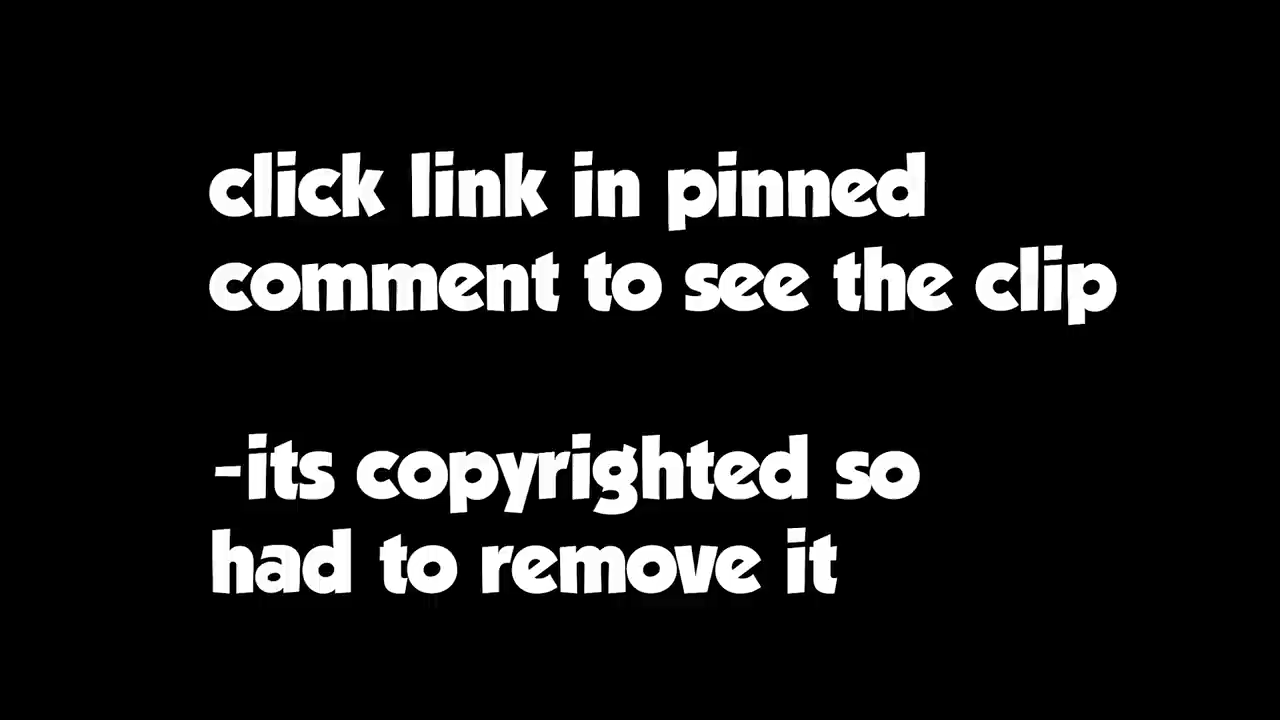 click link in pinned
comment to see the clip
-its copyrighted so
had to remove it